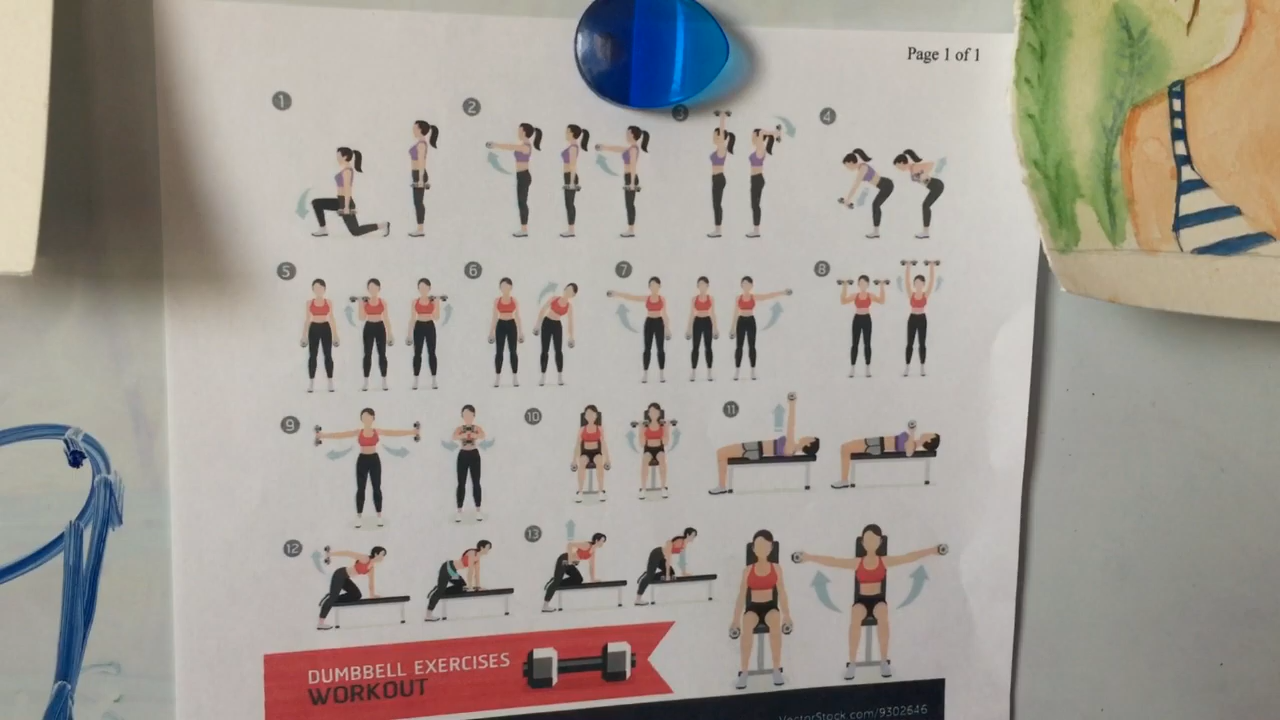 Page 1 of 1
1 2 3 4
5 6 7 8
9 10 11
12 13
DUMBBELL EXERCISES
WORKOUT
VectorStock.com/9302646